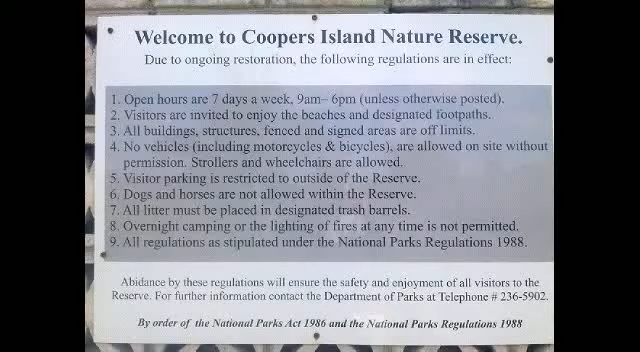 Welcome to Coopers Island Nature Reserve.
Due to ongoing restoration, the following regulations are in effect:
1. Open hours are 7 days a week, 9am– 6pm (unless otherwise posted).
2. Visitors are invited to enjoy the beaches and designated footpaths.
3. All buildings, structures, fenced and signed areas are off limits.
4. No vehicles (including motorcycles & bicycles), are allowed on site without
permission. Strollers and wheelchairs are allowed.
5. Visitor parking is restricted to outside of the Reserve.
6. Dogs and horses are not allowed within the Reserve.
7. All litter must be placed in designated trash barrels.
8. Overnight camping or the lighting of fires at any time is not permitted.
9. All regulations as stipulated under the National Parks Regulations 1988.
Abidance by these regulations will ensure the safety and enjoyment of all visitors to the
Reserve. For further information contact the Department of Parks at Telephone # 236-5902.
By order of the National Parks Act 1986 and the National Parks Regulations 1988